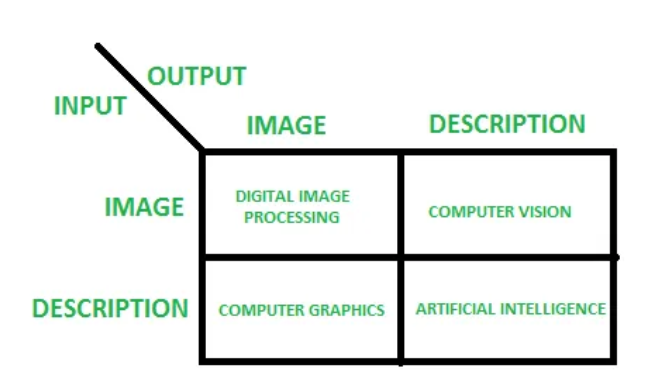 OUTPUT
INPUT
IMAGE
DESCRIPTION
IMAGE
DIGITAL IMAGE
PROCESSING
COMPUTER VISION
DESCRIPTION
COMPUTER GRAPHICS
ARTIFICIAL INTELLIGENCE